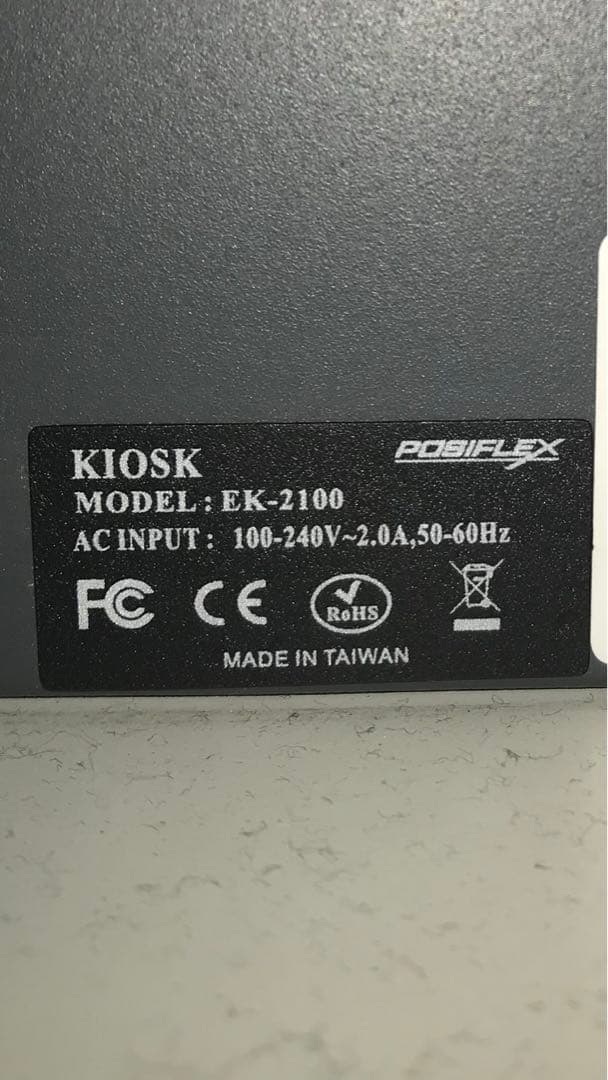 KIOSK
POSIFLEX
MODEL: EK-2100
AC INPUT: 100-240V~2.0A,50-60Hz
FC CE RoHS
MADE IN TAIWAN